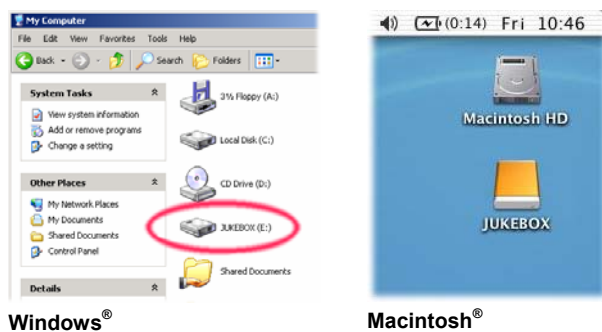 My Computer
File Edit View Favorites Tools Help
Back Search Folders
System Tasks
View system information
Add or remove programs
Change a setting
Other Places
My Network Places
My Documents
Shared Documents
Control Panel
Details
3½ Floppy (A:)
Local Disk (C:)
CD Drive (D:)
JUKEBOX (E:)
Shared Documents
Windows®
(0:14) Fri 10:46
Macintosh HD
JUKEBOX
Macintosh®